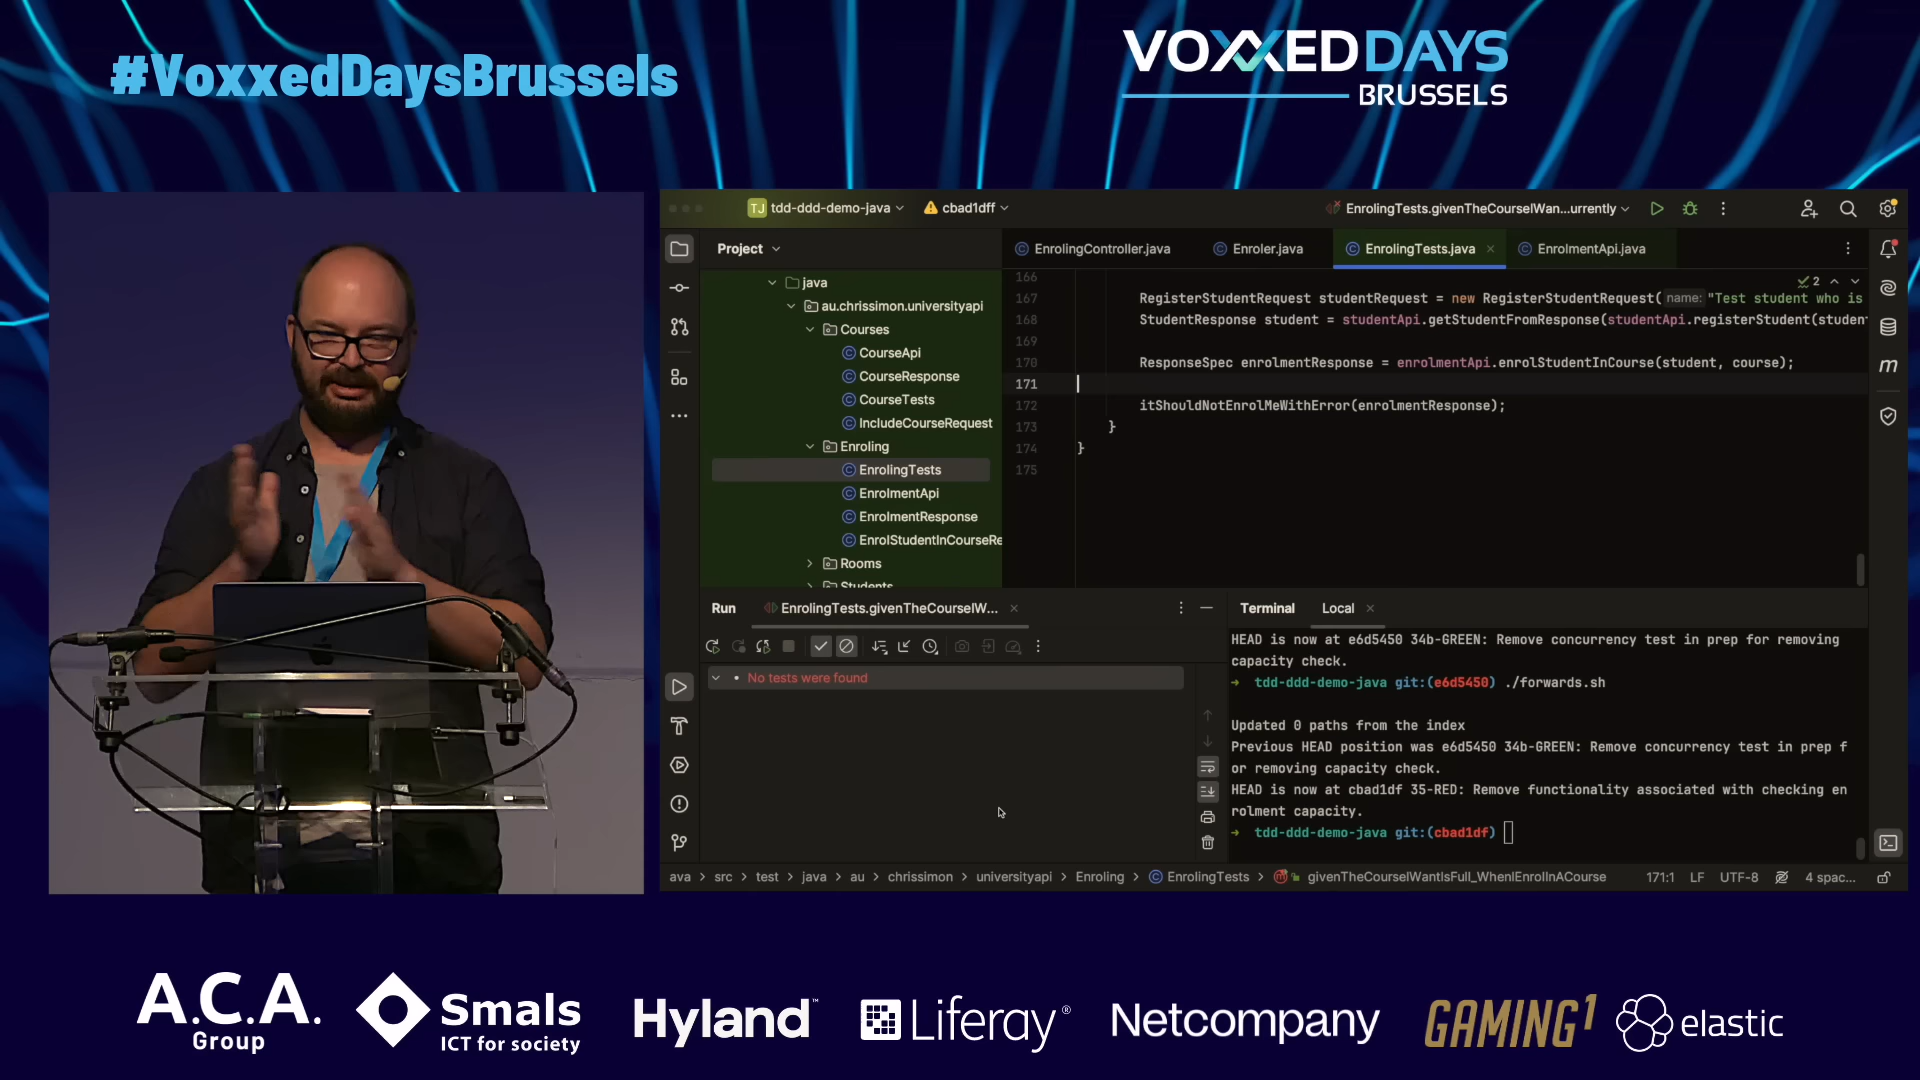 #VoxxedDaysBrussels
VOXXEDDAYS
BRUSSELS
TJ tdd-ddd-demo-java
cbad1dff
EnrolingTests.givenTheCourseIWan...urrently
Project
EnrolingController.java
Enroler.java
EnrolingTests.java
EnrolmentApi.java
java
au.chrissimon.universityapi
Courses
CourseApi
CourseResponse
CourseTests
IncludeCourseRequest
Enroling
EnrolingTests
EnrolmentApi
EnrolmentResponse
EnrolStudentInCourseRe
Rooms
Students
166
2
167 RegisterStudentRequest studentRequest = new RegisterStudentRequest( name: "Test student who is
168 StudentResponse student = studentApi.getStudentFromResponse(studentApi.registerStudent(studen
169
170 ResponseSpec enrolmentResponse = enrolmentApi.enrolStudentInCourse(student, course);
171
172 itShouldNotEnrolMeWithError(enrolmentResponse);
173 }
174 }
175
Run EnrolingTests.givenTheCourseIW...
No tests were found
Terminal Local
HEAD is now at e6d5450 34b-GREEN: Remove concurrency test in prep for removing
capacity check.
→ tdd-ddd-demo-java git:(e6d5450) ./forwards.sh
Updated 0 paths from the index
Previous HEAD position was e6d5450 34b-GREEN: Remove concurrency test in prep f
or removing capacity check.
HEAD is now at cbad1df 35-RED: Remove functionality associated with checking en
rolment capacity.
→ tdd-ddd-demo-java git:(cbad1df)
ava > src > test > java > au > chrissimon > universityapi > Enroling > EnrolingTests > givenTheCourseIWantIsFull_WhenIEnrolInACourse
171:1 LF UTF-8 4 spac...
A.C.A.
Group
Smals
ICT for society
Hyland™
Liferay®
Netcompany
GAMING1
elastic